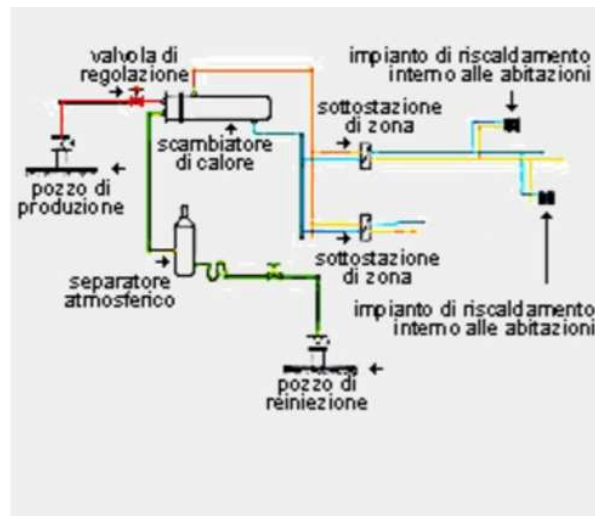 valvola di
regolazione
impianto di riscaldamento
interno alle abitazioni
sottostazione
di zona
scambiatore
di calore
pozzo di
produzione
separatore
atmosferico
sottostazione
di zona
impianto di riscaldamento
interno alle abitazioni
pozzo di
reiniezione